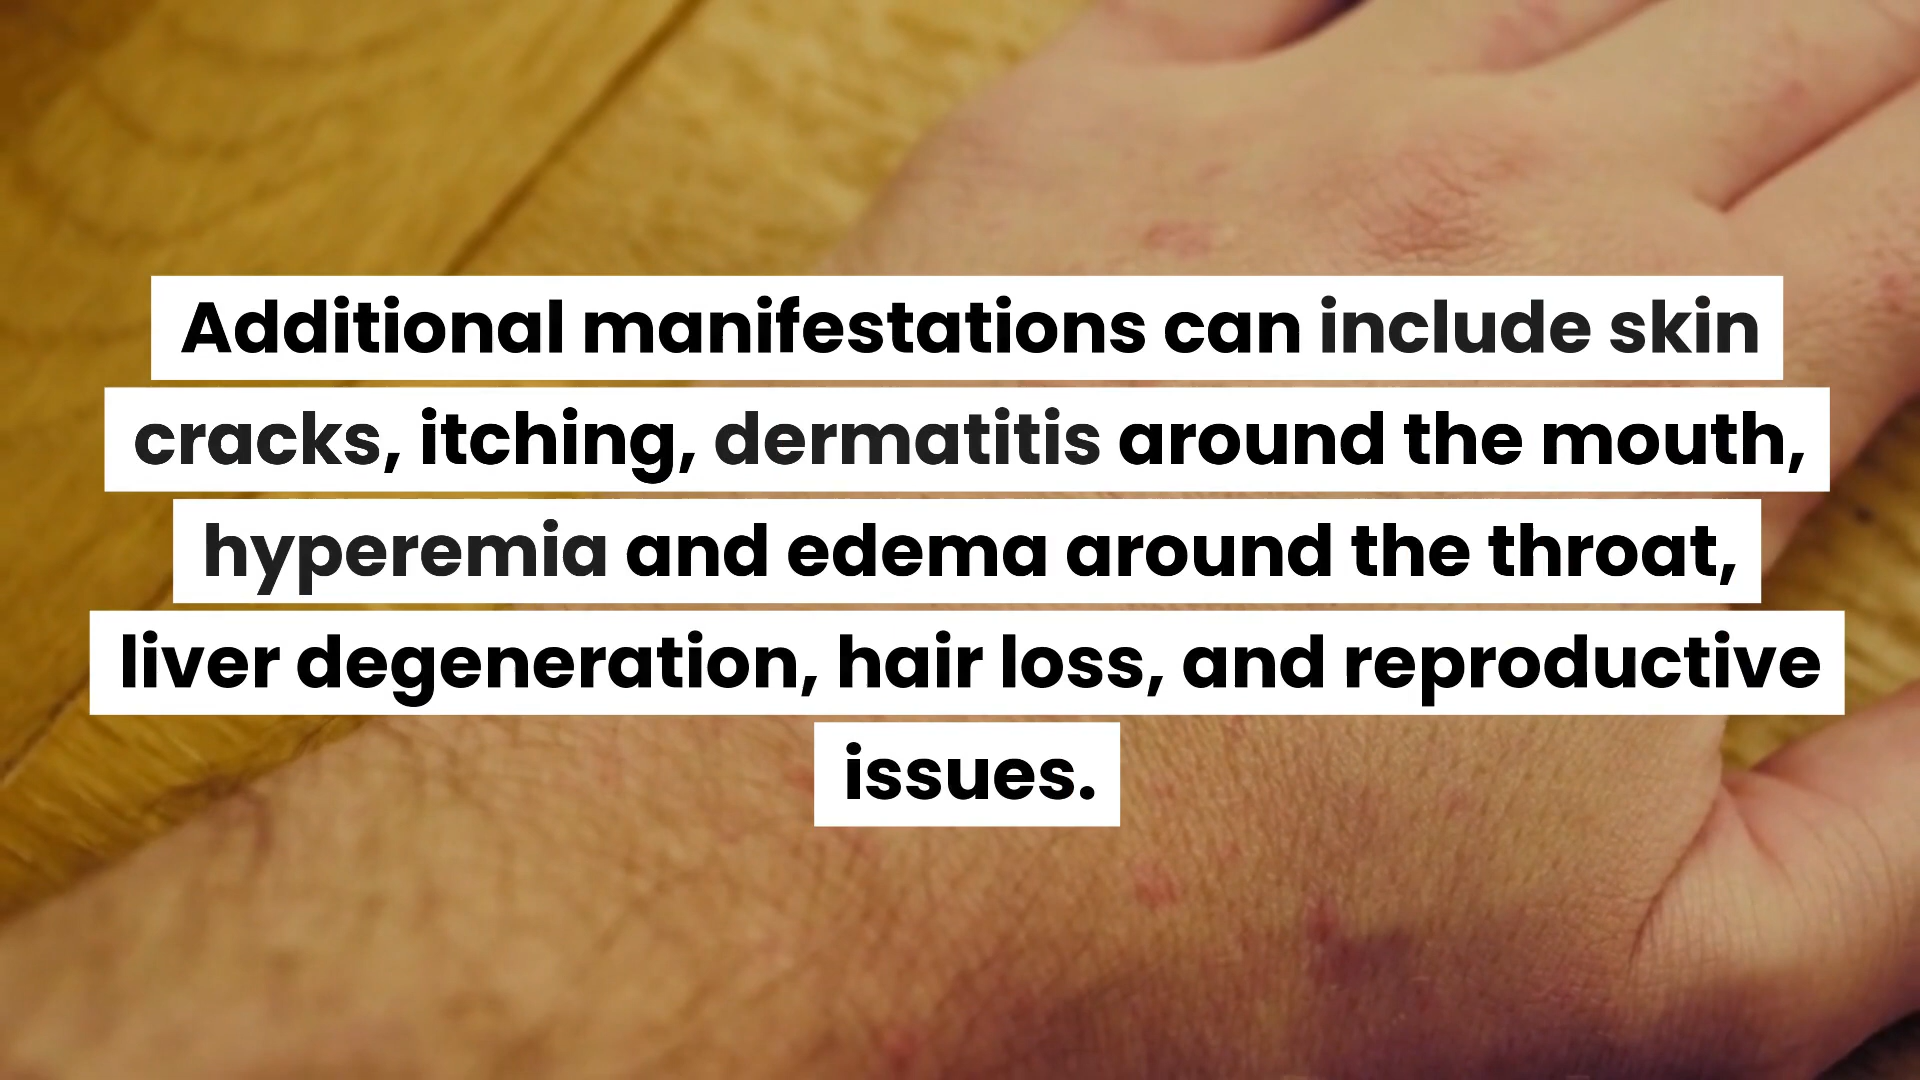 Additional manifestations can include skin
cracks, itching, dermatitis around the mouth,
hyperemia and edema around the throat,
liver degeneration, hair loss, and reproductive
issues.